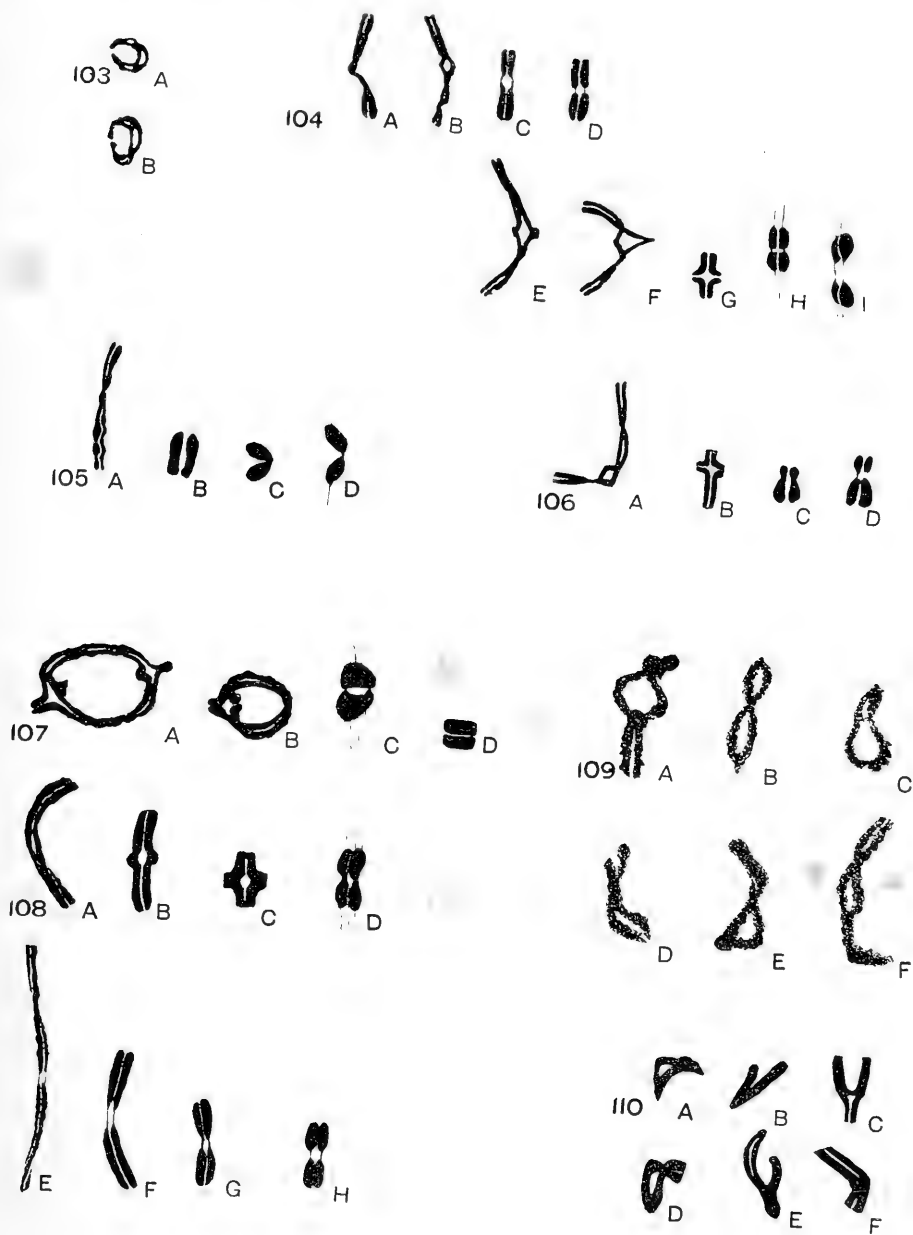 103 A
B
104 A B C D
E F G H I
105 A B C D
106 A B C D
107 A B C D
108 A B C D
E F G H
109 A B C
D E F
110 A B C
D E F